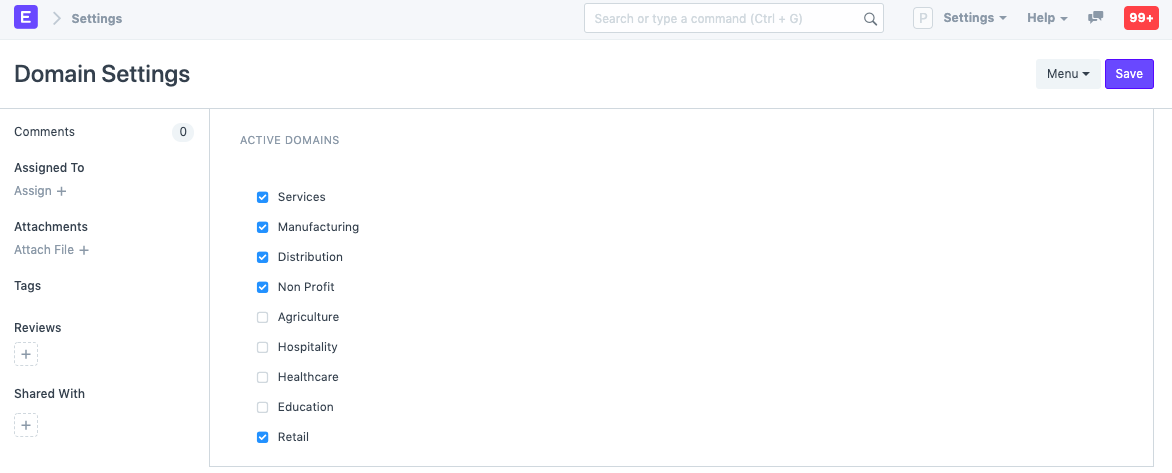 E
Settings
Search or type a command (Ctrl + G)
P
Settings
Help
99+
Domain Settings
Menu
Save
Comments
0
Assigned To
Assign +
Attachments
Attach File +
Tags
Reviews
+
Shared With
+
ACTIVE DOMAINS
Services
Manufacturing
Distribution
Non Profit
Agriculture
Hospitality
Healthcare
Education
Retail